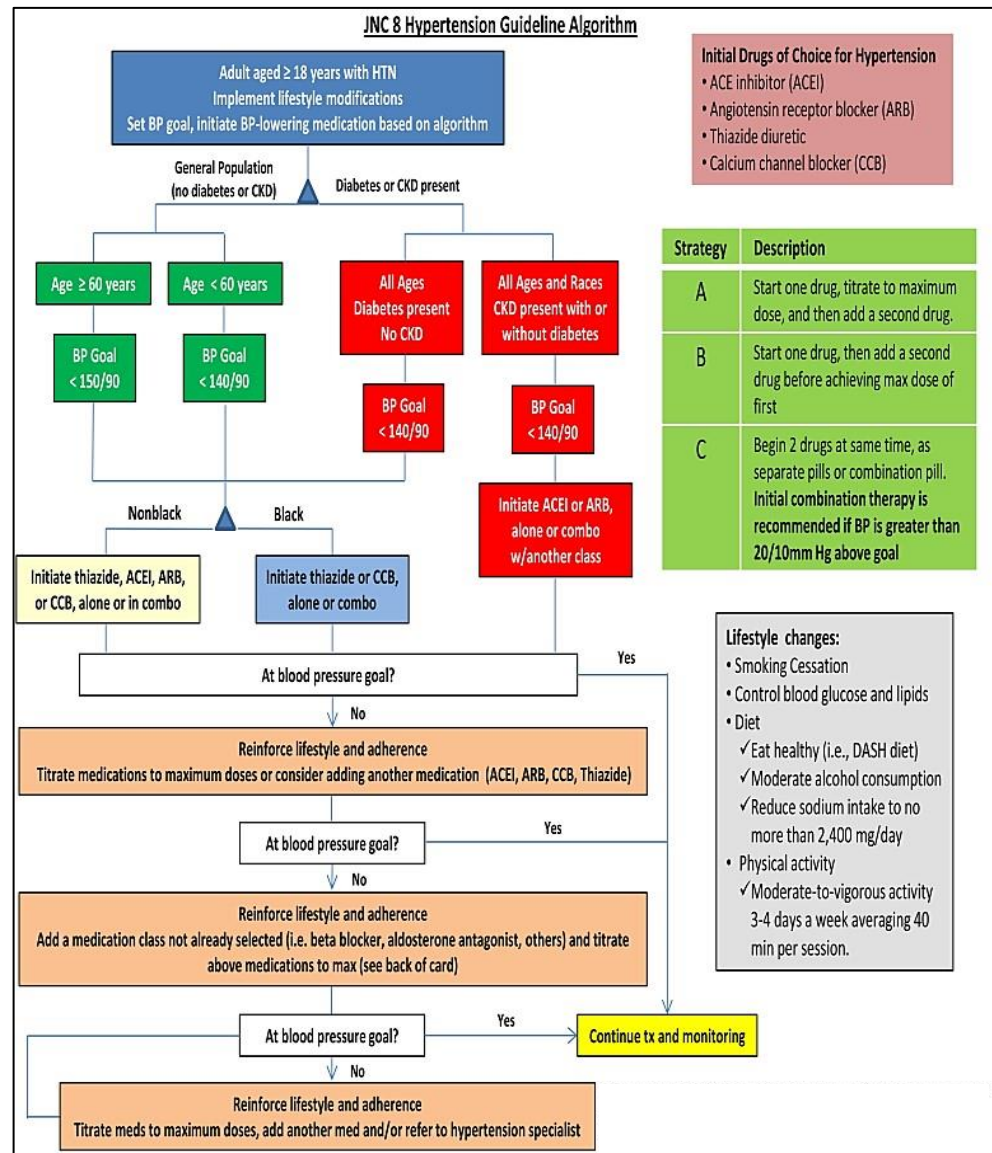 JNC 8 Hypertension Guideline Algorithm
Adult aged ≥ 18 years with HTN
Implement lifestyle modifications
Set BP goal, initiate BP-lowering medication based on algorithm
General Population
(no diabetes or CKD)
Diabetes or CKD present
Age ≥ 60 years
Age < 60 years
All Ages
Diabetes present
No CKD
All Ages and Races
CKD present with or
without diabetes
BP Goal
< 150/90
BP Goal
< 140/90
BP Goal
< 140/90
BP Goal
< 140/90
Nonblack
Black
Initiate thiazide, ACEI, ARB,
or CCB, alone or in combo
Initiate thiazide or CCB,
alone or combo
Initiate ACEI or ARB,
alone or combo
w/another class
At blood pressure goal?
Yes
No
Reinforce lifestyle and adherence
Titrate medications to maximum doses or consider adding another medication (ACEI, ARB, CCB, Thiazide)
At blood pressure goal?
Yes
No
Reinforce lifestyle and adherence
Add a medication class not already selected (i.e. beta blocker, aldosterone antagonist, others) and titrate
above medications to max (see back of card)
At blood pressure goal?
Yes
Continue tx and monitoring
No
Reinforce lifestyle and adherence
Titrate meds to maximum doses, add another med and/or refer to hypertension specialist
Initial Drugs of Choice for Hypertension
• ACE inhibitor (ACEI)
• Angiotensin receptor blocker (ARB)
• Thiazide diuretic
• Calcium channel blocker (CCB)
Strategy Description
A Start one drug, titrate to maximum
dose, and then add a second drug.
B Start one drug, then add a second
drug before achieving max dose of
first
C Begin 2 drugs at same time, as
separate pills or combination pill.
Initial combination therapy is
recommended if BP is greater than
20/10mm Hg above goal
Lifestyle changes:
• Smoking Cessation
• Control blood glucose and lipids
• Diet
✓Eat healthy (i.e., DASH diet)
✓Moderate alcohol consumption
✓Reduce sodium intake to no
more than 2,400 mg/day
• Physical activity
✓Moderate-to-vigorous activity
3-4 days a week averaging 40
min per session.